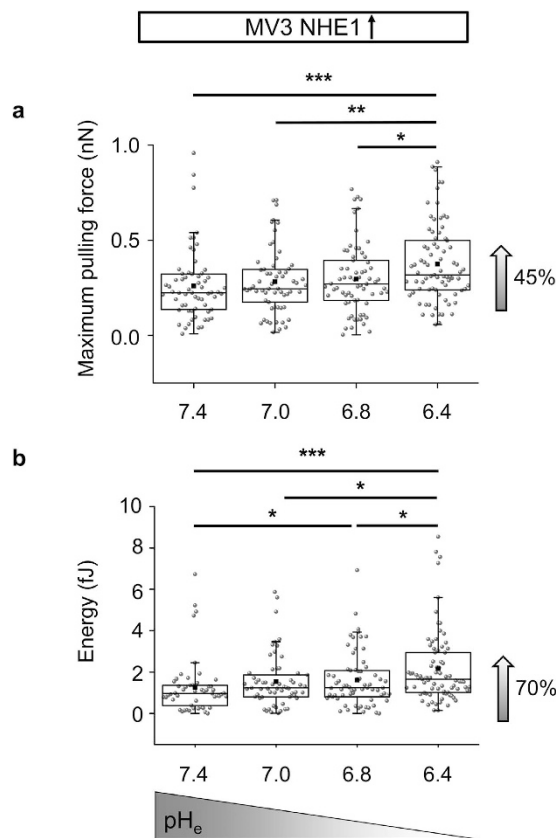 MV3 NHE1↑
a
***
**
*
Maximum pulling force (nN)
1.0
0.5
0.0
45%
7.4 7.0 6.8 6.4
b
***
*
* *
Energy (fJ)
10
8
6
4
2
0
70%
7.4 7.0 6.8 6.4
pHe